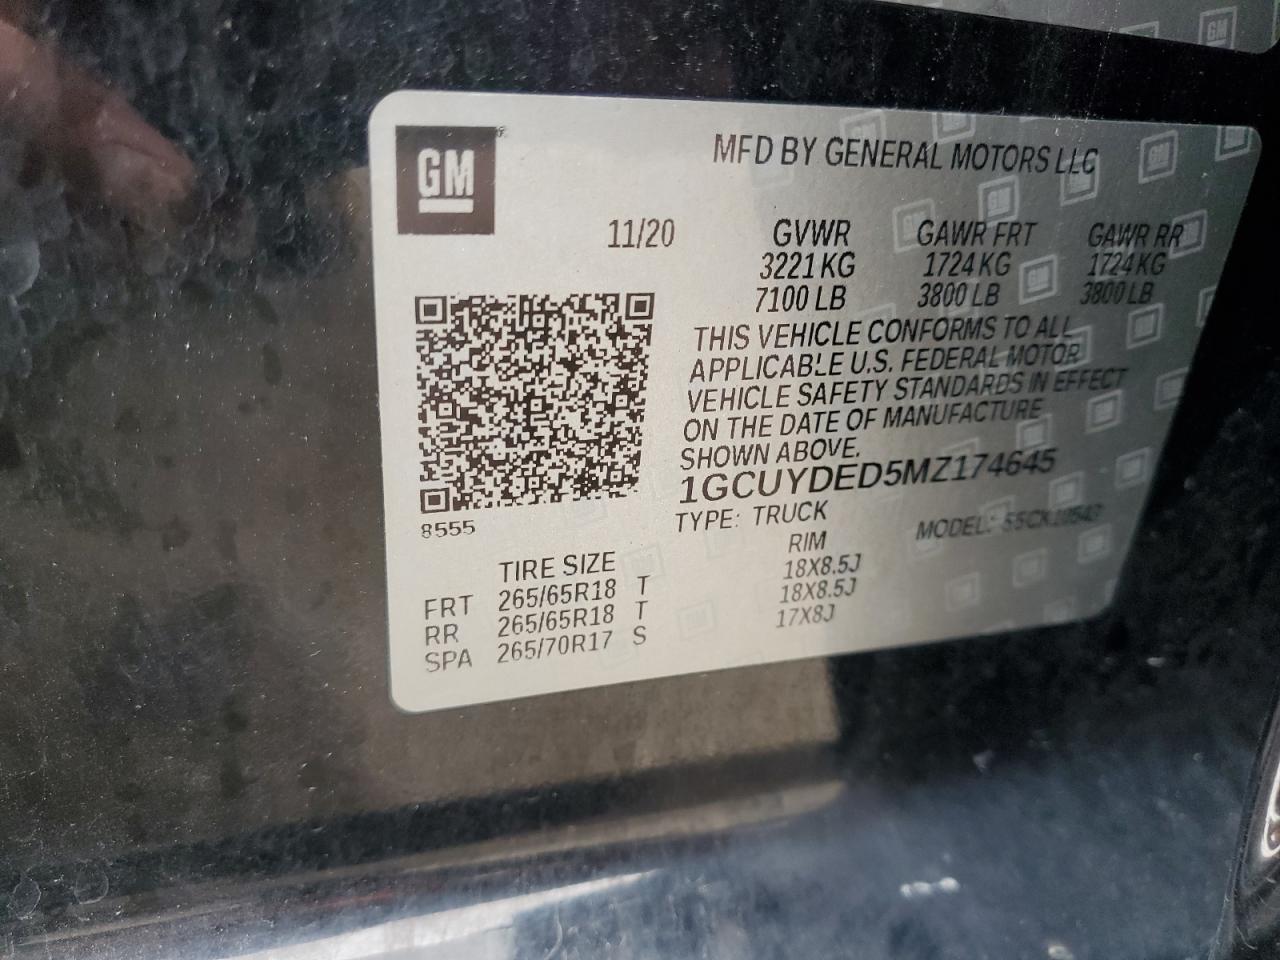 GM
MFD BY GENERAL MOTORS LLC
11/20 GVWR GAWR FRT GAWR RR
3221 KG 1724 KG 1724 KG
7100 LB 3800 LB 3800 LB
THIS VEHICLE CONFORMS TO ALL
APPLICABLE U.S. FEDERAL MOTOR
VEHICLE SAFETY STANDARDS IN EFFECT
ON THE DATE OF MANUFACTURE
SHOWN ABOVE.
1GCUYDED5MZ174645
8555
TYPE: TRUCK MODEL:
TIRE SIZE RIM
FRT 265/65R18 T 18X8.5J
RR 265/65R18 T 18X8.5J
SPA 265/70R17 S 17X8J